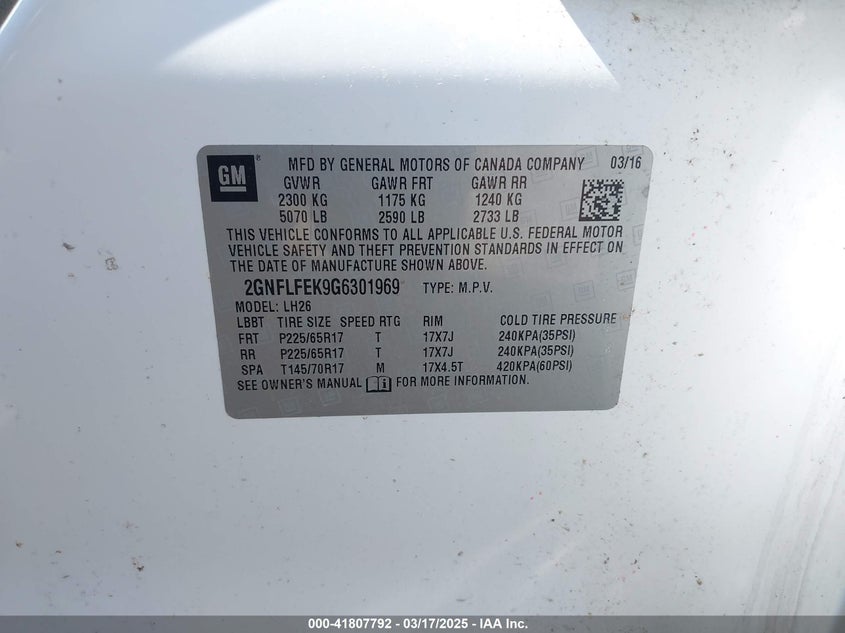 GM ® MFD BY GENERAL MOTORS OF CANADA COMPANY 03/16
GVWR GAWR FRT GAWR RR
2300 KG 1175 KG 1240 KG
5070 LB 2590 LB 2733 LB
THIS VEHICLE CONFORMS TO ALL APPLICABLE U.S. FEDERAL MOTOR
VEHICLE SAFETY AND THEFT PREVENTION STANDARDS IN EFFECT ON
THE DATE OF MANUFACTURE SHOWN ABOVE.
2GNFLFEK9G6301969 TYPE: M.P.V.
MODEL: LH26
LBBT TIRE SIZE SPEED RTG RIM COLD TIRE PRESSURE
FRT P225/65R17 T 17X7J 240KPA(35PSI)
RR P225/65R17 T 17X7J 240KPA(35PSI)
SPA T145/70R17 M 17X4.5T 420KPA(60PSI)
SEE OWNER'S MANUAL i FOR MORE INFORMATION
000-41807792 - 03/17/2025 - IAA Inc.